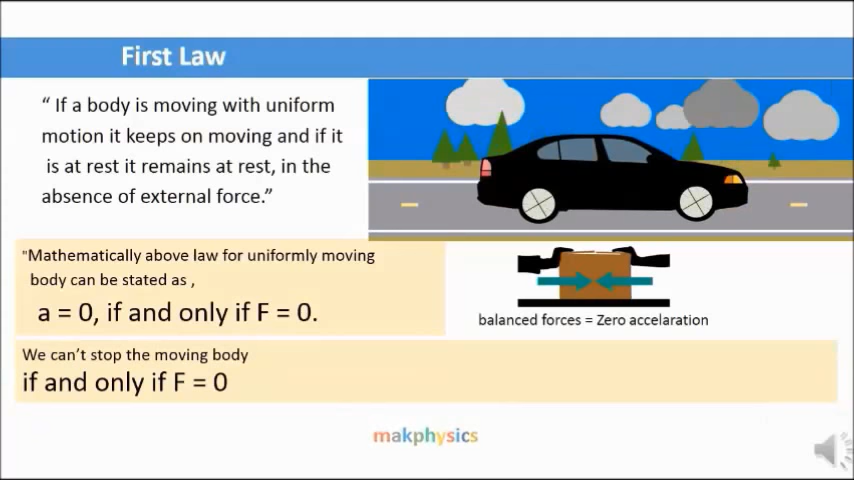 First Law
“ If a body is moving with uniform
motion it keeps on moving and if it
is at rest it remains at rest, in the
absence of external force.”
"Mathematically above law for uniformly moving
body can be stated as ,
a = 0, if and only if F = 0.
balanced forces = Zero accelaration
We can’t stop the moving body
if and only if F = 0
makphysics